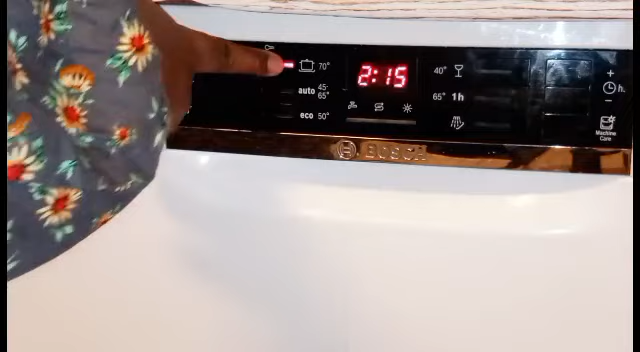 70°
auto 45°
65°
eco 50°
2:15
40°
65° 1h
+
h.
−
Machine
Care
BOSCH